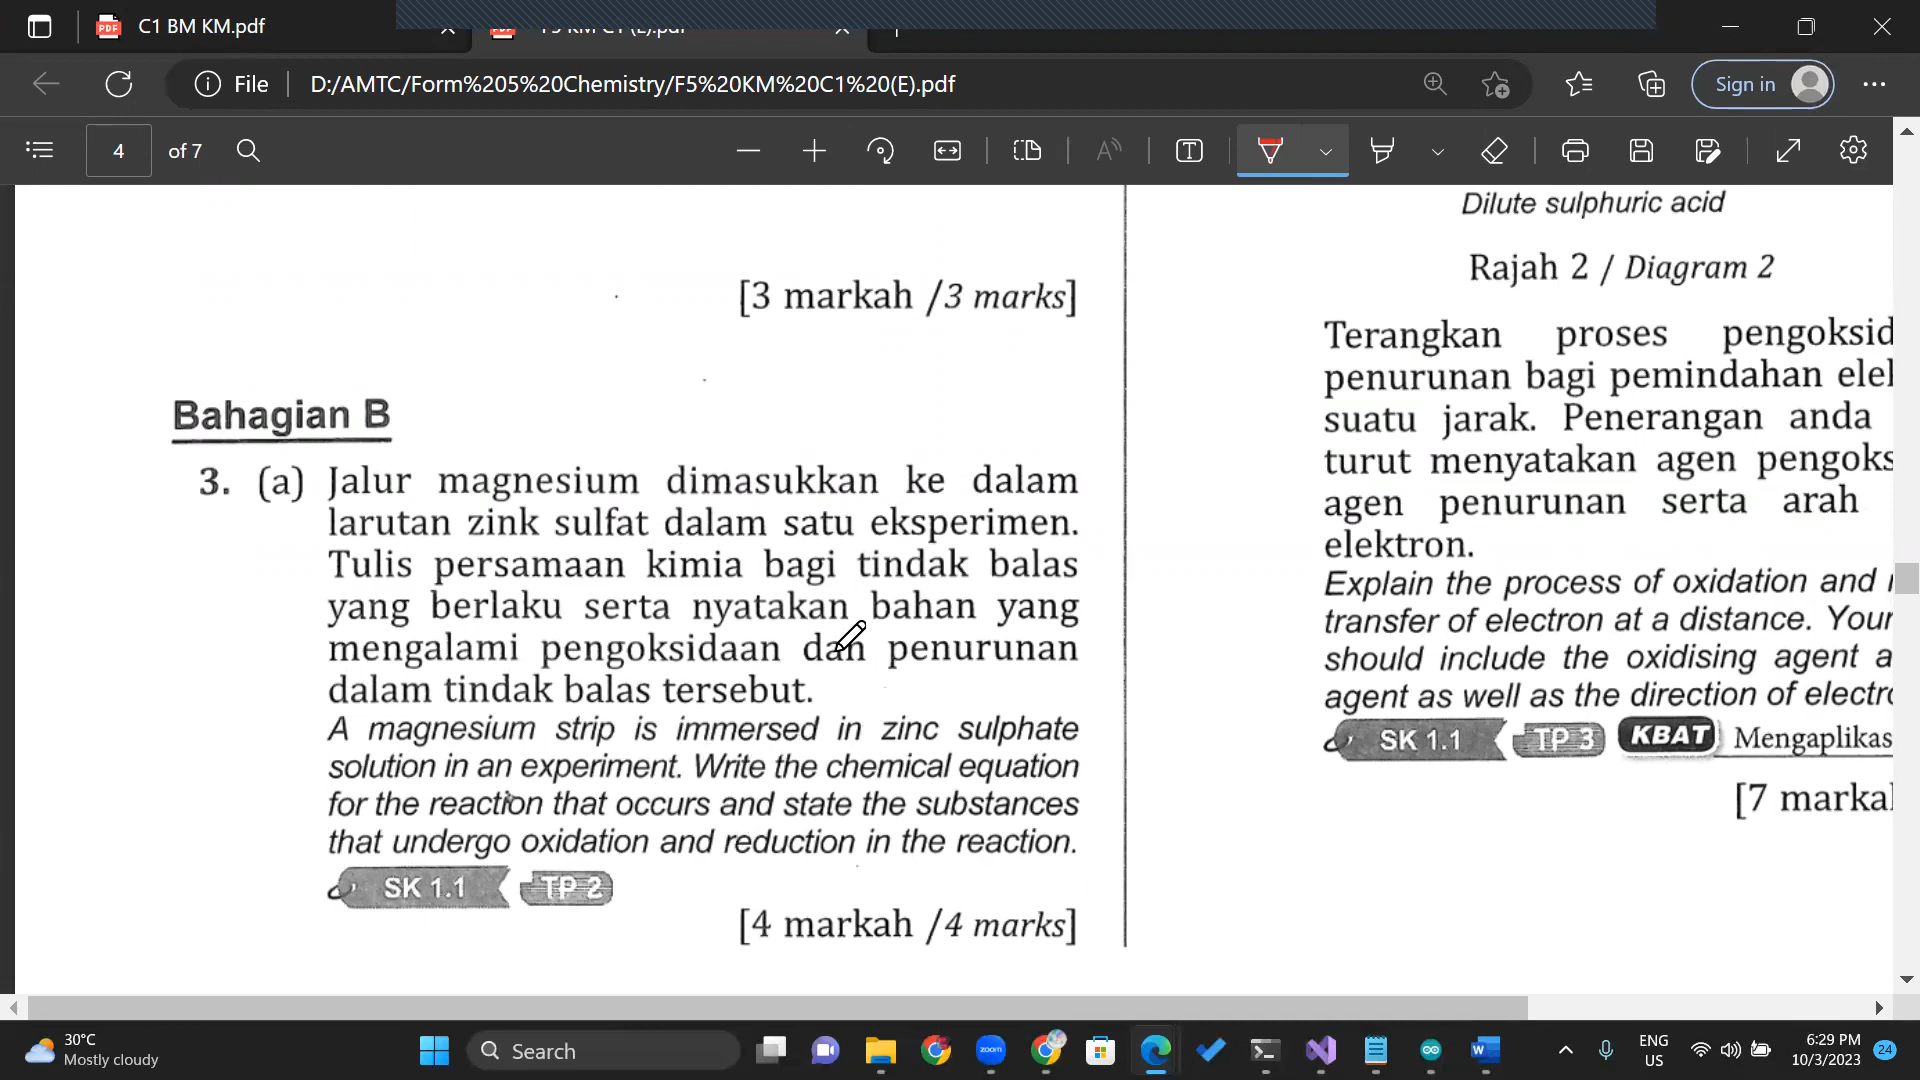 C1 BM KM.pdf
File
D:/AMTC/Form%205%20Chemistry/F5%20KM%20C1%20(E).pdf
Sign in
4
of 7
[3 markah /3 marks]
Bahagian B
3. (a) Jalur magnesium dimasukkan ke dalam
larutan zink sulfat dalam satu eksperimen.
Tulis persamaan kimia bagi tindak balas
yang berlaku serta nyatakan bahan yang
mengalami pengoksidaan dan penurunan
dalam tindak balas tersebut.
A magnesium strip is immersed in zinc sulphate
solution in an experiment. Write the chemical equation
for the reaction that occurs and state the substances
that undergo oxidation and reduction in the reaction.
SK 1.1 TP 2
[4 markah /4 marks]
Dilute sulphuric acid
Rajah 2 / Diagram 2
Terangkan proses pengoksid
penurunan bagi pemindahan
suatu jarak. Penerangan anda
turut menyatakan agen pengoks
agen penurunan serta arah
elektron.
Explain the process of oxidation and
transfer of electron at a distance. Your
should include the oxidising agent a
agent as well as the direction of
SK 1.1 TP 3 KBAT Mengaplikas
[7 marka
30°C
Mostly cloudy
Search
zoom
ENG
US
6:29 PM
10/3/2023
24